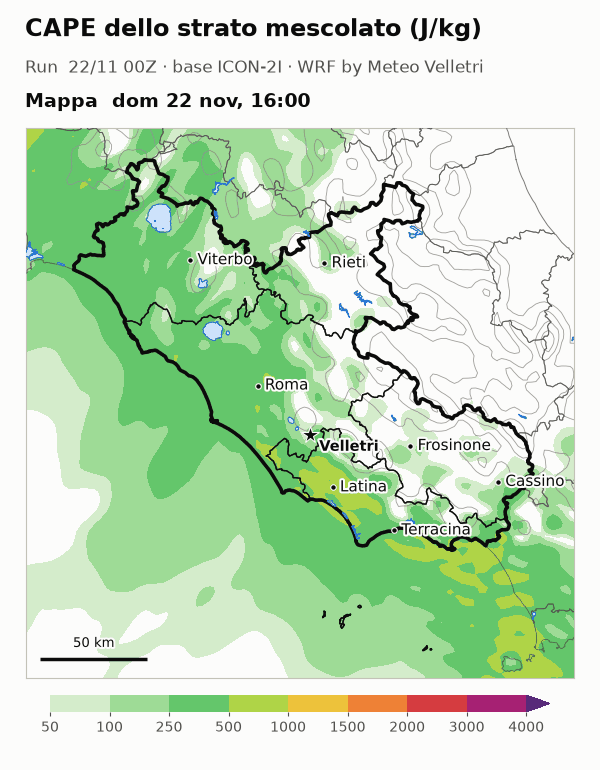 CAPE dello strato mescolato (J/kg)
Run  22/11 00Z · base ICON-2I · WRF by Meteo Velletri
Mappa  dom 22 nov, 16:00
Viterbo
Rieti
Roma
Velletri
Frosinone
Cassino
Latina
Terracina
50 km
50 100 250 500 1000 1500 2000 3000 4000